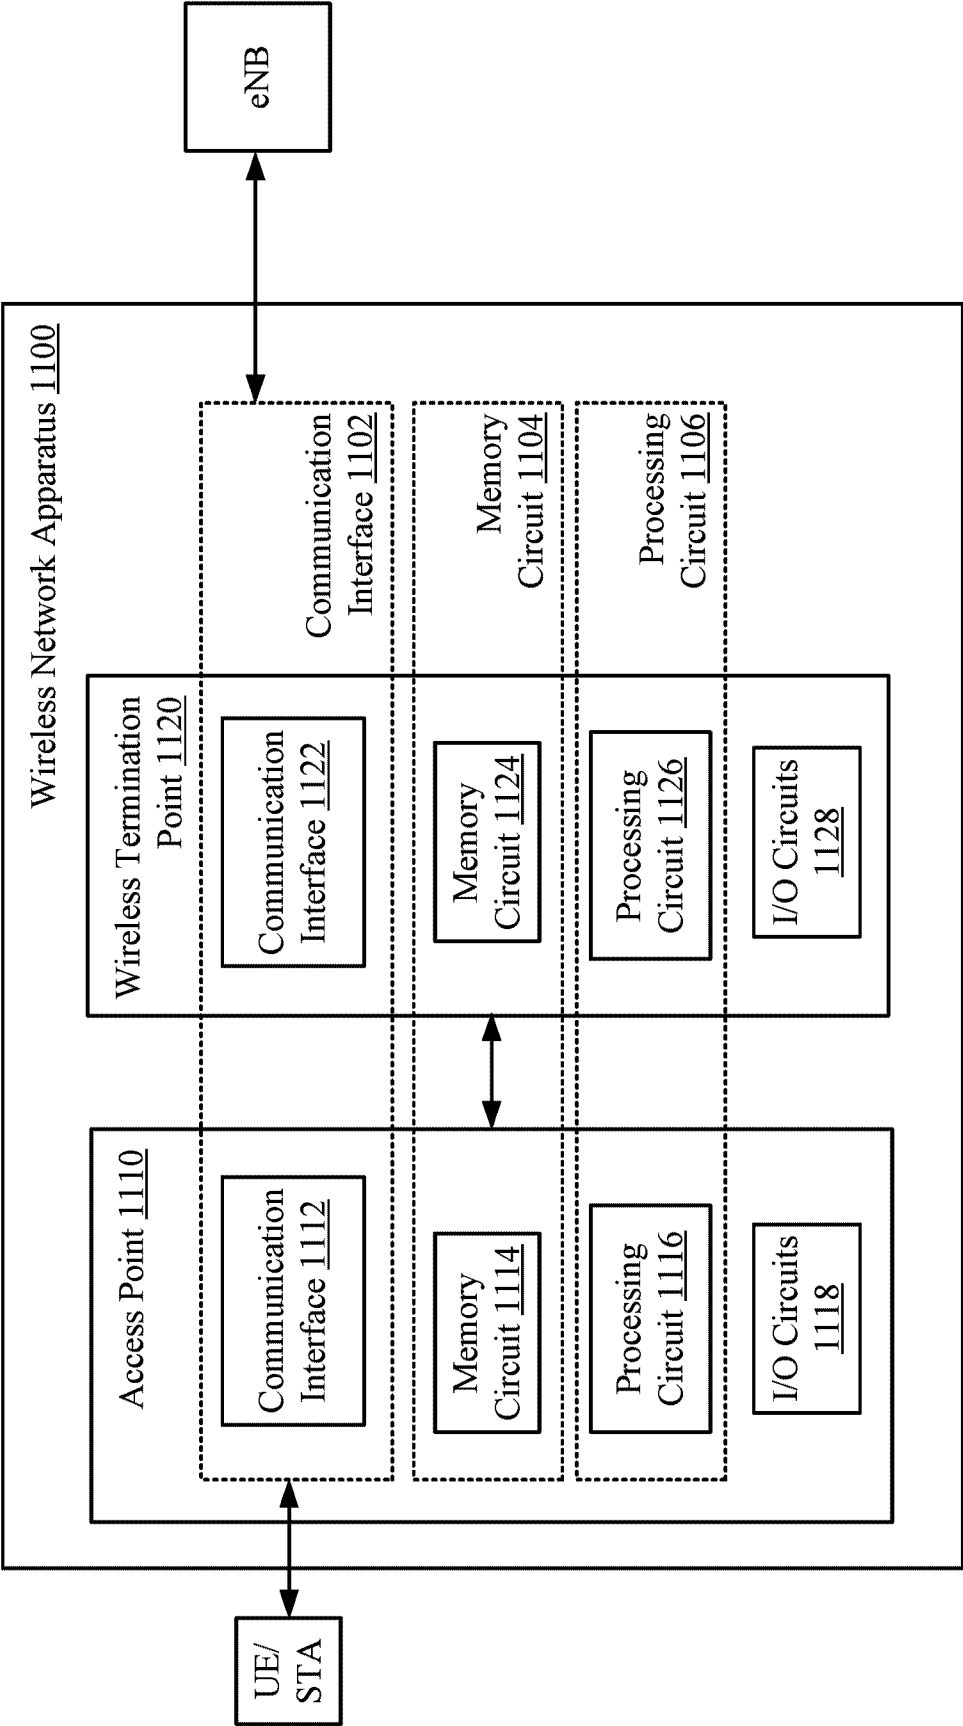 Wireless Network Apparatus 1100
Access Point 1110
Communication
Interface 1112
Memory
Circuit 1114
Processing
Circuit 1116
I/O Circuits
1118
Wireless Termination
Point 1120
Communication
Interface 1122
Memory
Circuit 1124
Processing
Circuit 1126
I/O Circuits
1128
Communication
Interface 1102
Memory
Circuit 1104
Processing
Circuit 1106
UE/
STA
eNB